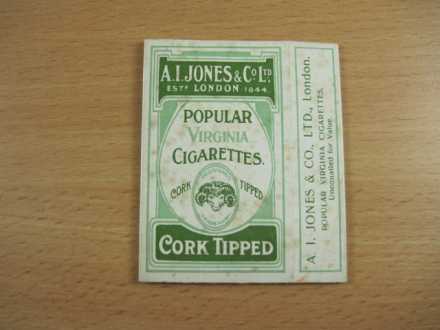 A.I. JONES & CO. LTD.
ESTD LONDON 1844.
POPULAR
VIRGINIA
CIGARETTES.
CORK TIPPED
CORK TIPPED
A. I. JONES & CO., LTD., London.
POPULAR VIRGINIA CIGARETTES.
Unequalled for Value.